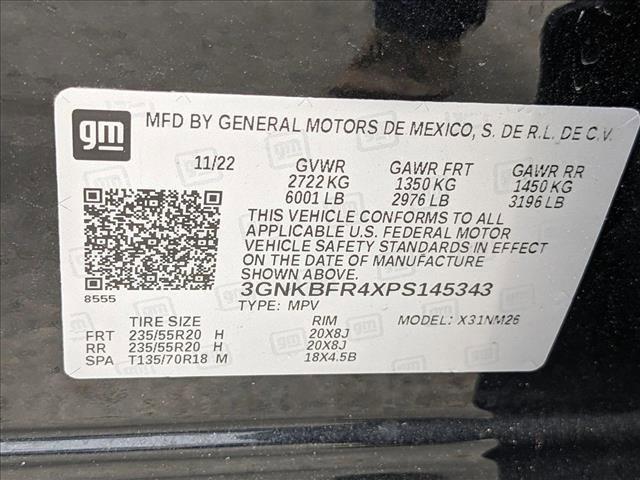 gm MFD BY GENERAL MOTORS DE MEXICO, S. DE R.L. DE C.V.
11/22 GVWR GAWR FRT GAWR RR
2722 KG 1350 KG 1450 KG
6001 LB 2976 LB 3196 LB
THIS VEHICLE CONFORMS TO ALL
APPLICABLE U.S. FEDERAL MOTOR
VEHICLE SAFETY STANDARDS IN EFFECT
ON THE DATE OF MANUFACTURE
SHOWN ABOVE.
3GNKBFR4XPS145343
8555
TYPE: MPV MODEL: X31NM26
TIRE SIZE RIM
FRT 235/55R20 H 20X8J
RR 235/55R20 H 20X8J
SPA T135/70R18 M 18X4.5B